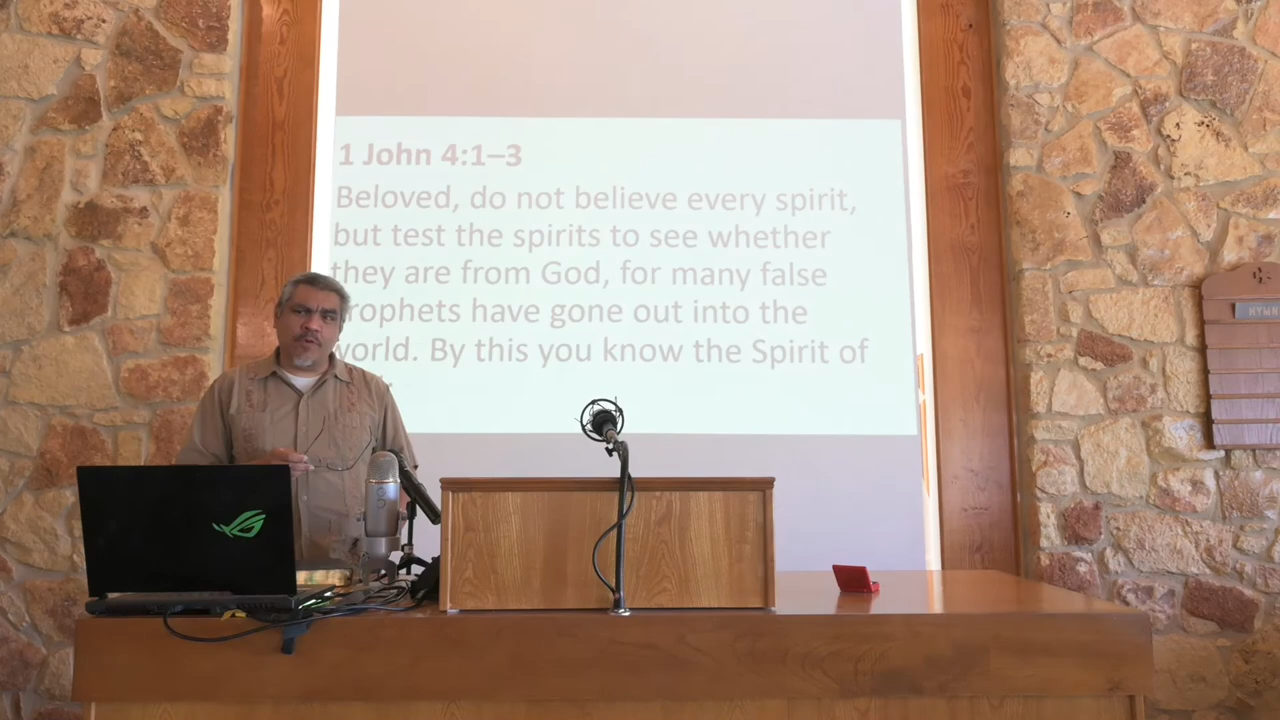 1 John 4:1–3
Beloved, do not believe every spirit,
but test the spirits to see whether
they are from God, for many false
prophets have gone out into the
world. By this you know the Spirit of
HYMN